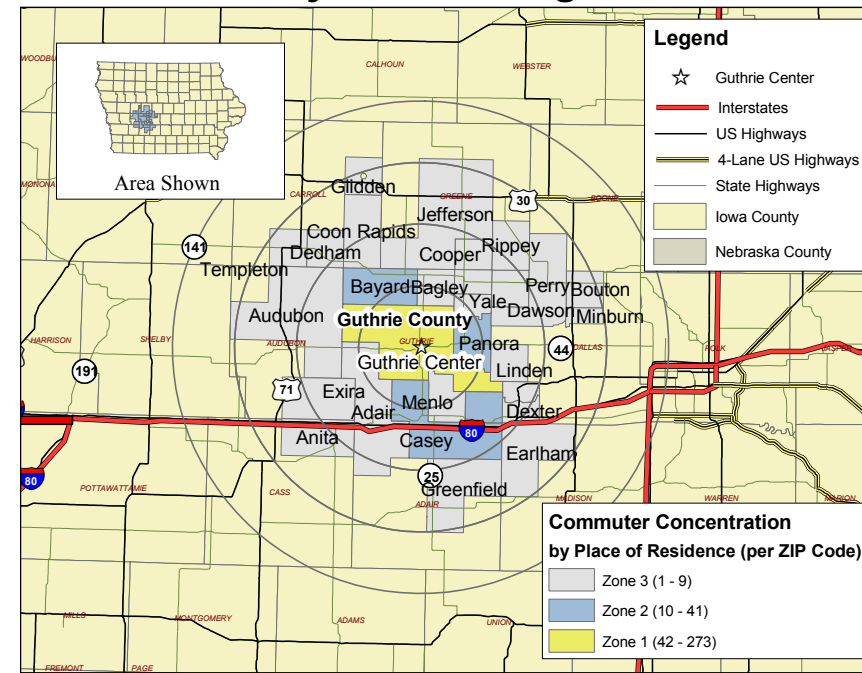 Legend
Guthrie Center
Interstates
US Highways
4-Lane US Highways
State Highways
Iowa County
Nebraska County
Area Shown
CALHOUN
WEBSTER
CARROLL
GREENE
BOONE
Glidden
30
Jefferson
Coon Rapids
Rippey
141
Dedham
Cooper
Templeton
Perry
Bouton
Bayard
Bagley
Yale
Dawson
Minburn
Audubon
Guthrie County
HARRISON
SHELBY
AUDUBON
GUTHRIE
Panora
DALLAS
POLK
JASPER
44
Guthrie Center
Linden
191
71
Exira
Menlo
Adair
Dexter
80
Anita
Casey
Earlham
80
25
Greenfield
POTTAWATTAMIE
CASS
ADAIR
MADISON
WARREN
MARION
Commuter Concentration
by Place of Residence (per ZIP Code)
Zone 3 (1 - 9)
Zone 2 (10 - 41)
Zone 1 (42 - 273)
MILLS
MONTGOMERY
ADAMS
UNION
FREMONT
PAGE